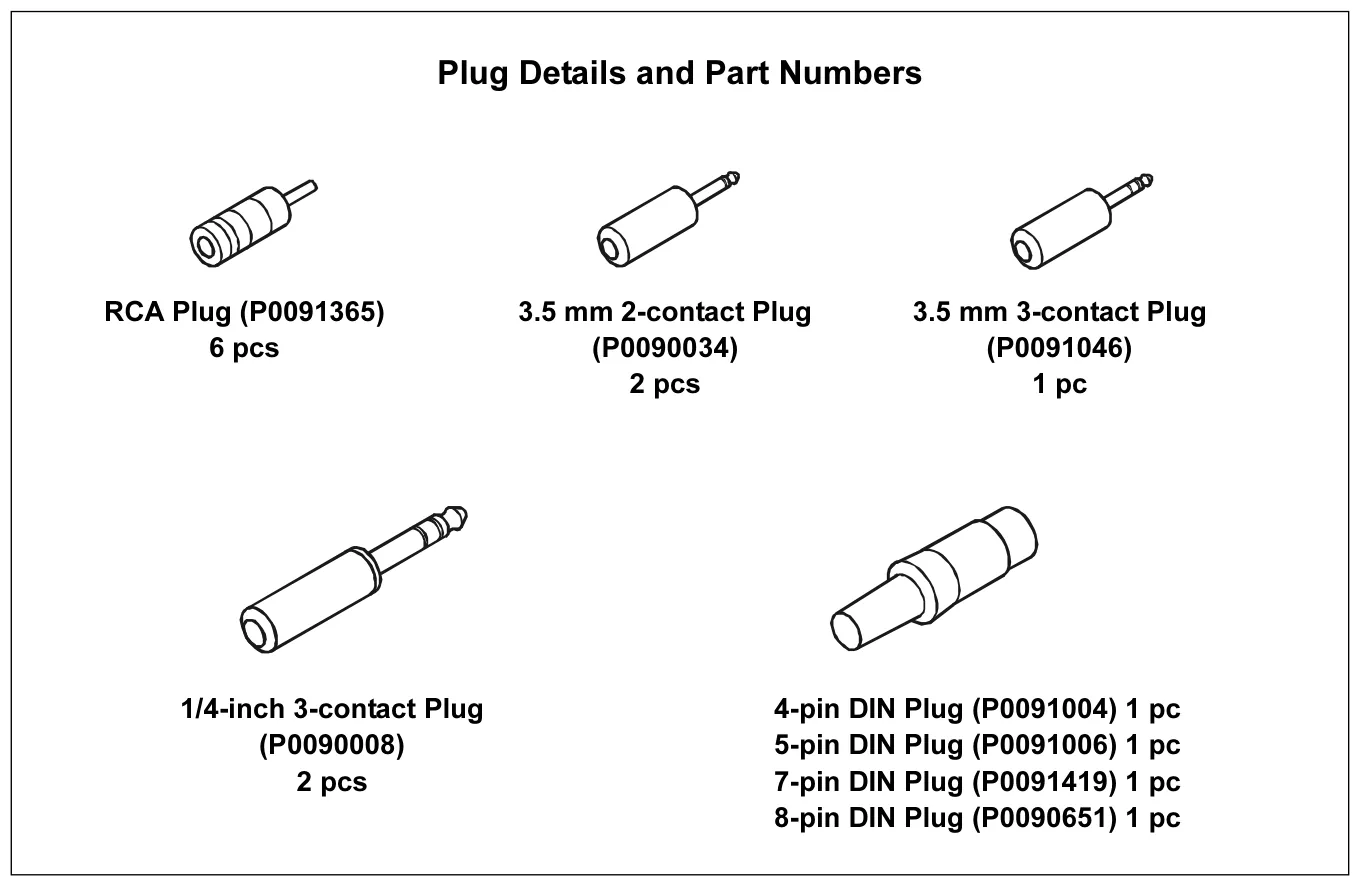 Plug Details and Part Numbers
RCA Plug (P0091365)
6 pcs
3.5 mm 2-contact Plug
(P0090034)
2 pcs
3.5 mm 3-contact Plug
(P0091046)
1 pc
1/4-inch 3-contact Plug
(P0090008)
2 pcs
4-pin DIN Plug (P0091004) 1 pc
5-pin DIN Plug (P0091006) 1 pc
7-pin DIN Plug (P0091419) 1 pc
8-pin DIN Plug (P0090651) 1 pc